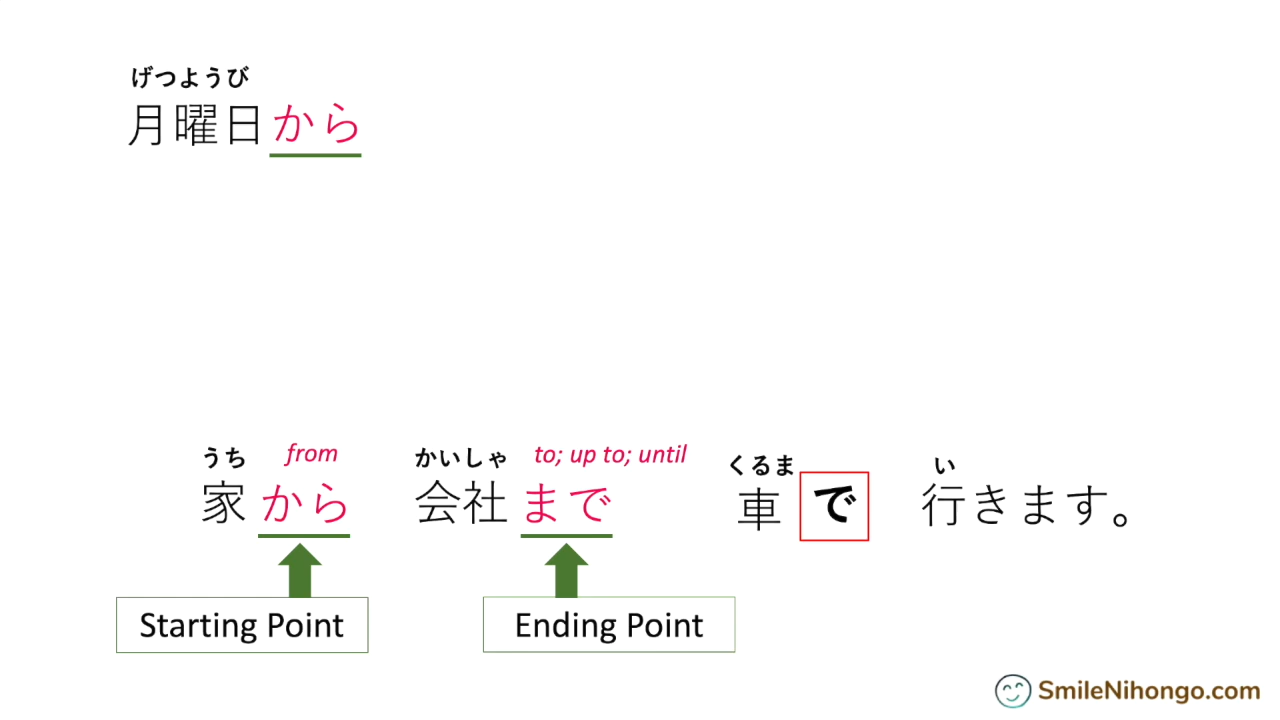 げつようび
月曜日から
うち from かいしゃ to; up to; until くるま い
家から 会社まで 車で 行きます。
Starting Point Ending Point
SmileNihongo.com